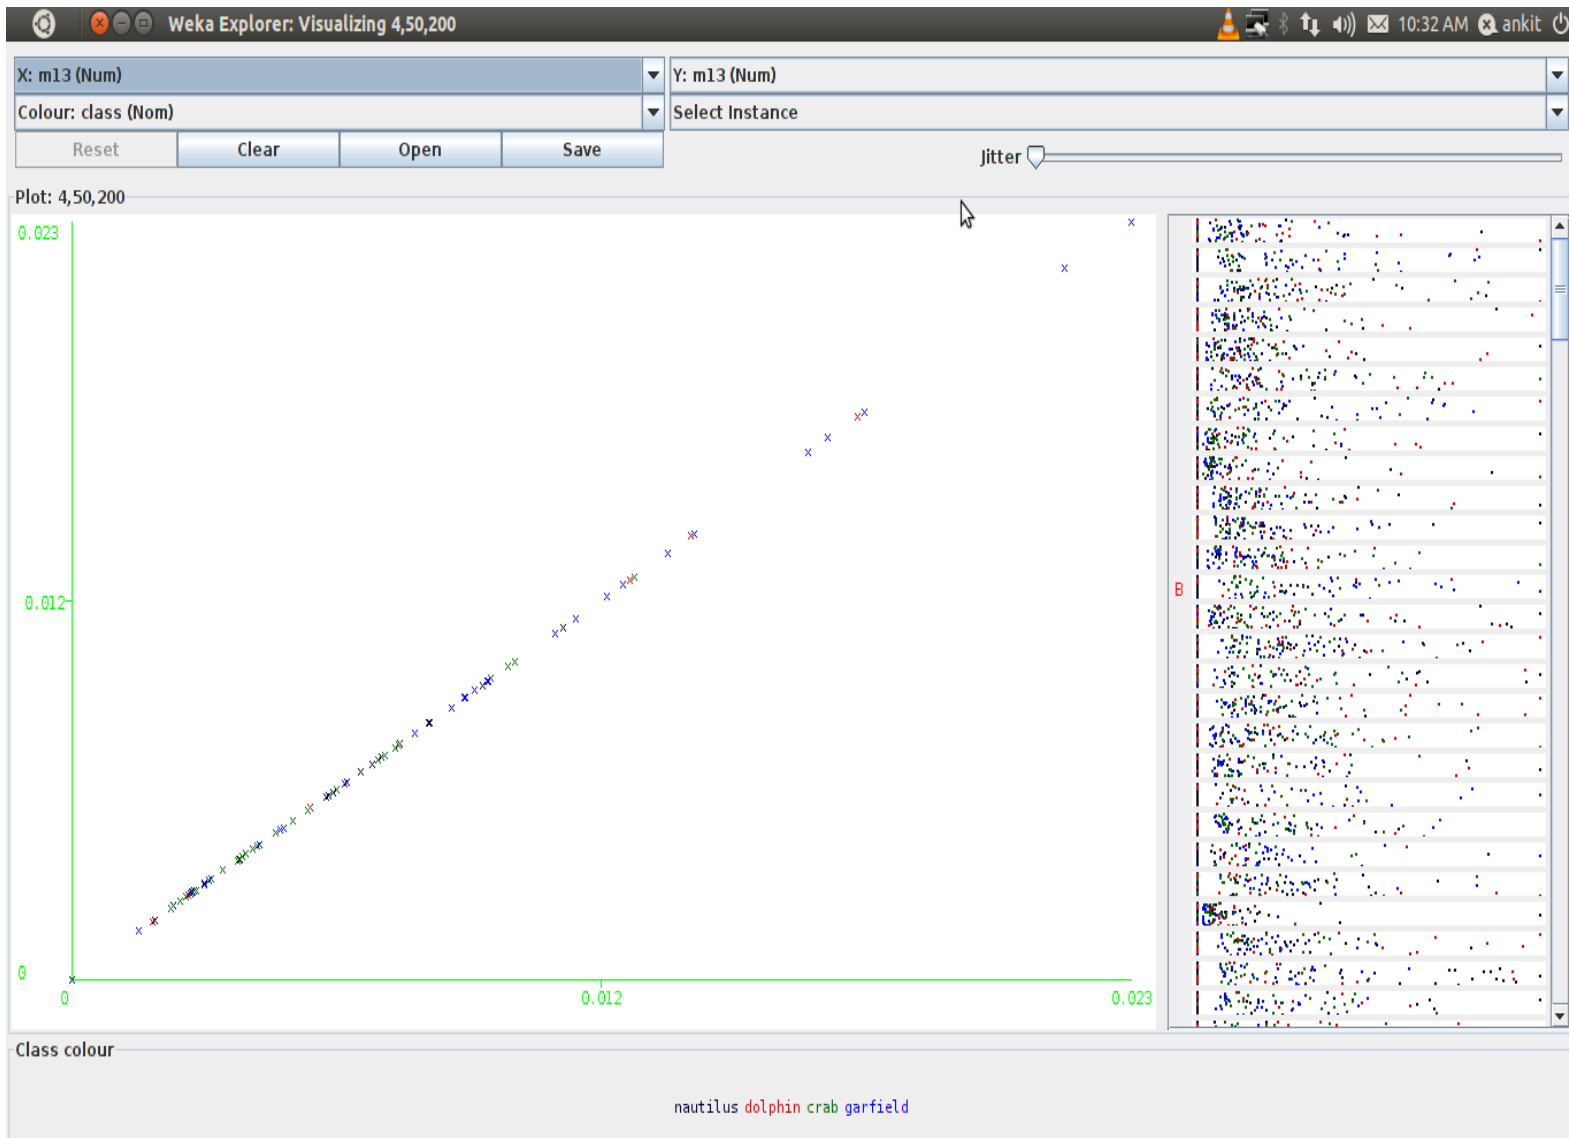 Weka Explorer: Visualizing 4,50,200 10:32 AM ankit
X: m13 (Num) Y: m13 (Num)
Colour: class (Nom) Select Instance
Reset Clear Open Save Jitter
Plot: 4,50,200
0.023
0.012
B
0
0 0.012 0.023
Class colour
nautilus dolphin crab garfield